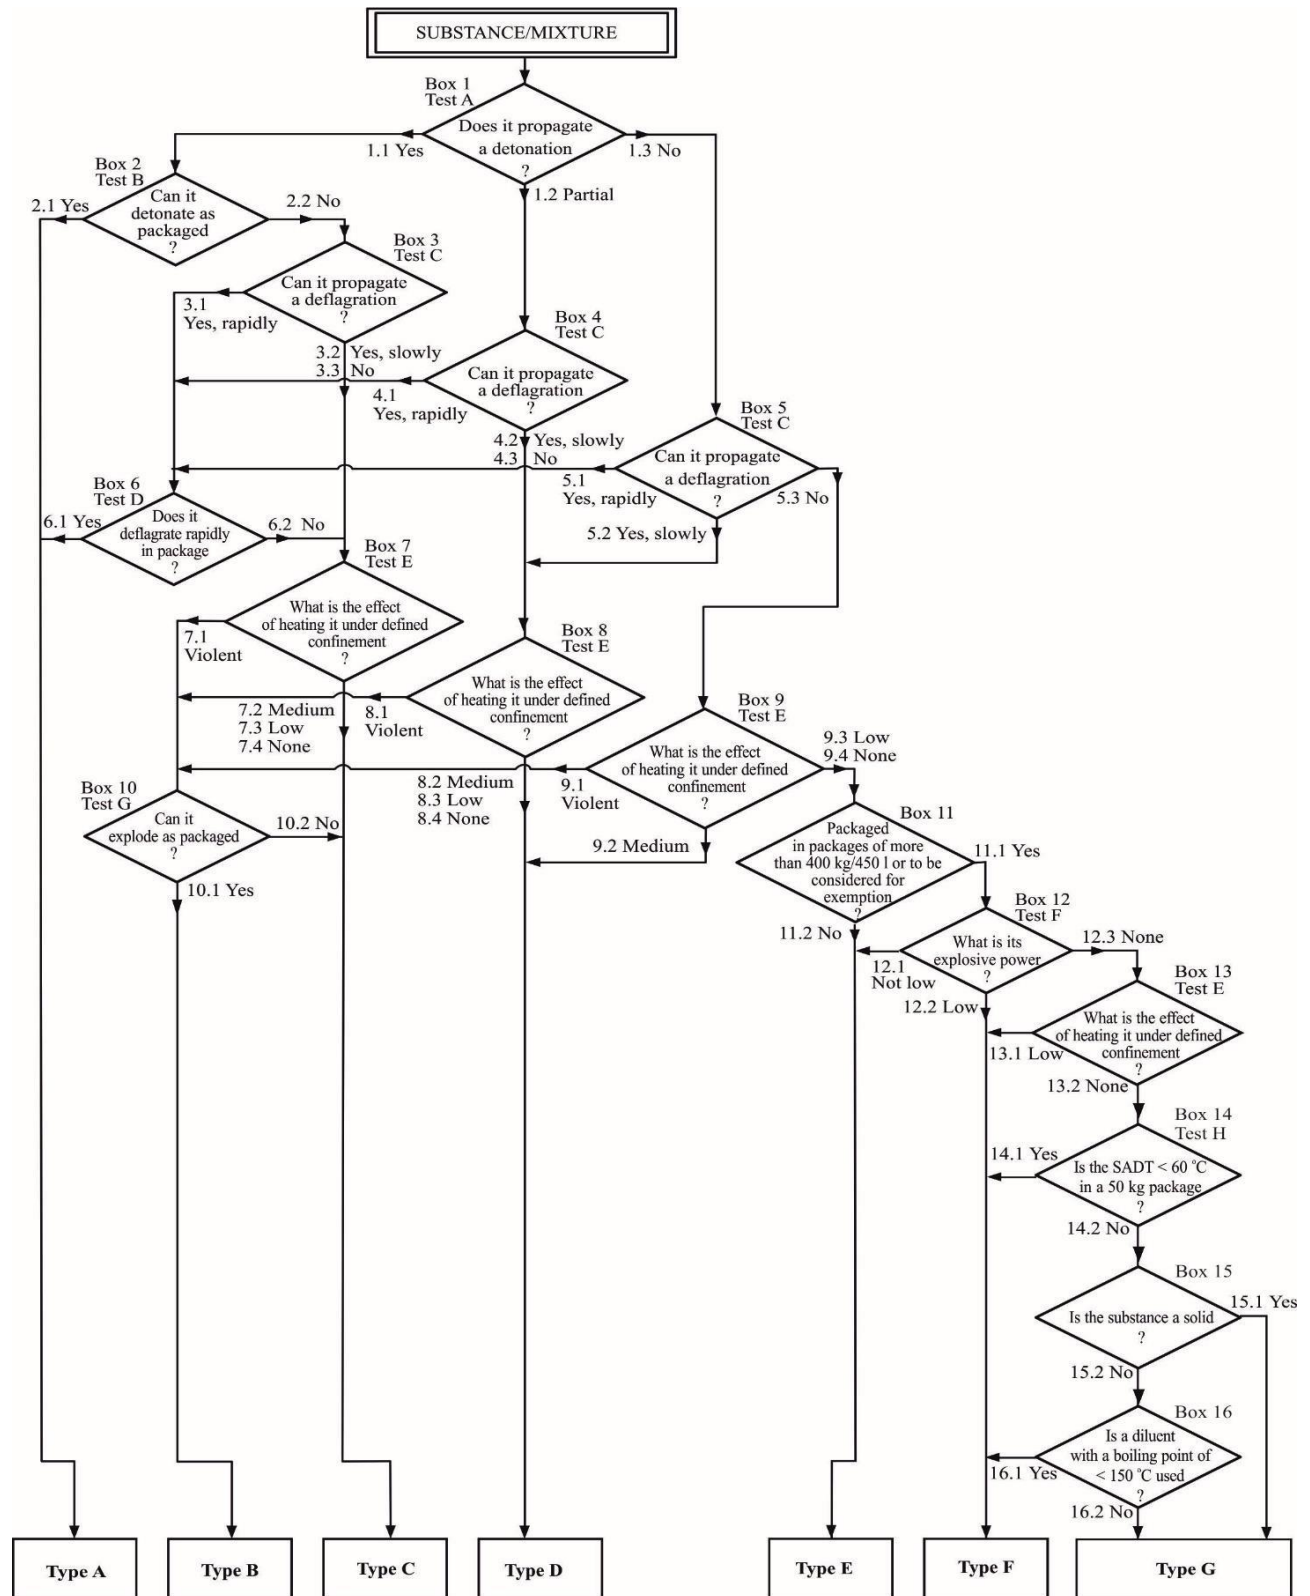 SUBSTANCE/MIXTURE
Box 1
Test A
Does it propagate
a detonation
?
1.1 Yes
1.3 No
1.2 Partial
Box 2
Test B
Can it
detonate as
packaged
?
2.1 Yes
2.2 No
Box 3
Test C
Can it propagate
a deflagration
?
3.1
Yes, rapidly
3.2 Yes, slowly
3.3 No
Box 4
Test C
Can it propagate
a deflagration
?
4.1
Yes, rapidly
4.2 Yes, slowly
4.3 No
Box 5
Test C
Can it propagate
a deflagration
?
5.1
Yes, rapidly
5.3 No
5.2 Yes, slowly
Box 6
Test D
Does it
deflagrate rapidly
in package
?
6.1 Yes
6.2 No
Box 7
Test E
What is the effect
of heating it under defined
confinement
?
7.1
Violent
7.2 Medium
7.3 Low
7.4 None
Box 8
Test E
What is the effect
of heating it under defined
confinement
?
8.1
Violent
8.2 Medium
8.3 Low
8.4 None
Box 9
Test E
What is the effect
of heating it under defined
confinement
?
9.1
Violent
9.3 Low
9.4 None
9.2 Medium
Box 10
Test G
Can it
explode as packaged
?
10.2 No
10.1 Yes
Box 11
Packaged
in packages of more
than 400 kg/450 l or to be
considered for
exemption
?
11.1 Yes
11.2 No
Box 12
Test F
What is its
explosive power
?
12.1
Not low
12.3 None
12.2 Low
Box 13
Test E
What is the effect
of heating it under defined
confinement
?
13.1 Low
13.2 None
Box 14
Test H
Is the SADT < 60 °C
in a 50 kg package
?
14.1 Yes
14.2 No
Box 15
Is the substance a solid
?
15.1 Yes
15.2 No
Box 16
Is a diluent
with a boiling point of
< 150 °C used
?
16.1 Yes
16.2 No
Type A
Type B
Type C
Type D
Type E
Type F
Type G